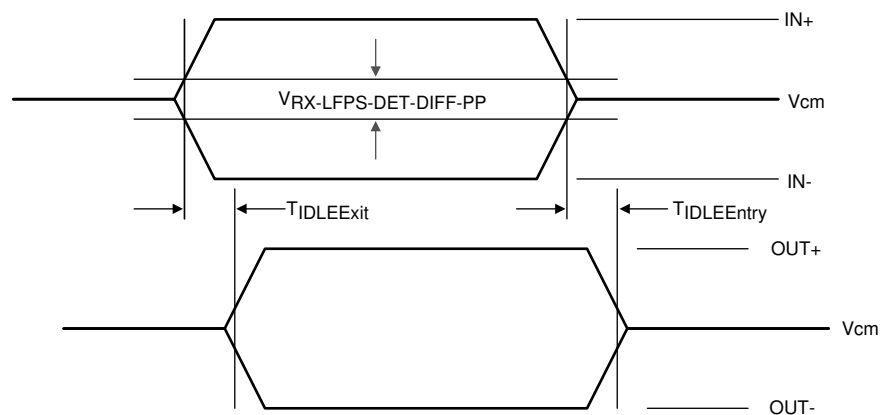 IN+
VRX-LFPS-DET-DIFF-PP
Vcm
IN-
TIDLEExit
TIDLEEntry
OUT+
Vcm
OUT-